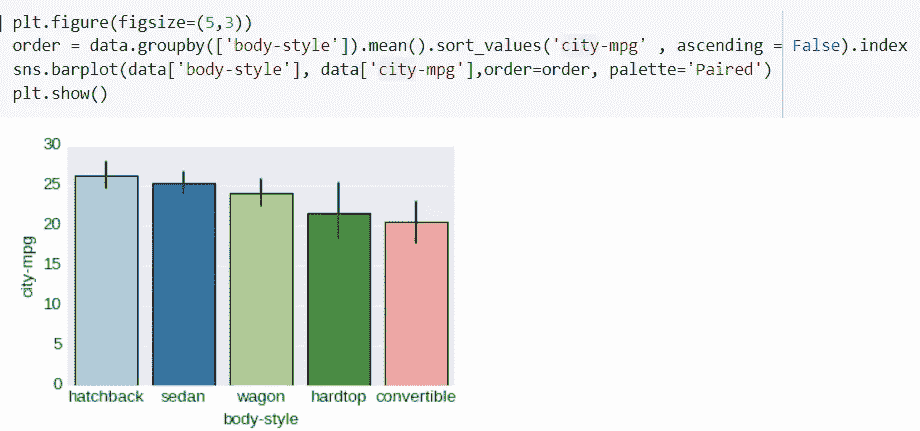 plt.figure(figsize=(5,3))
order = data.groupby(['body-style']).mean().sort_values('city-mpg' , ascending = False).index
sns.barplot(data['body-style'], data['city-mpg'],order=order, palette='Paired')
plt.show()
30
25
20
15
10
5
0
city-mpg
hatchback sedan wagon hardtop convertible
body-style